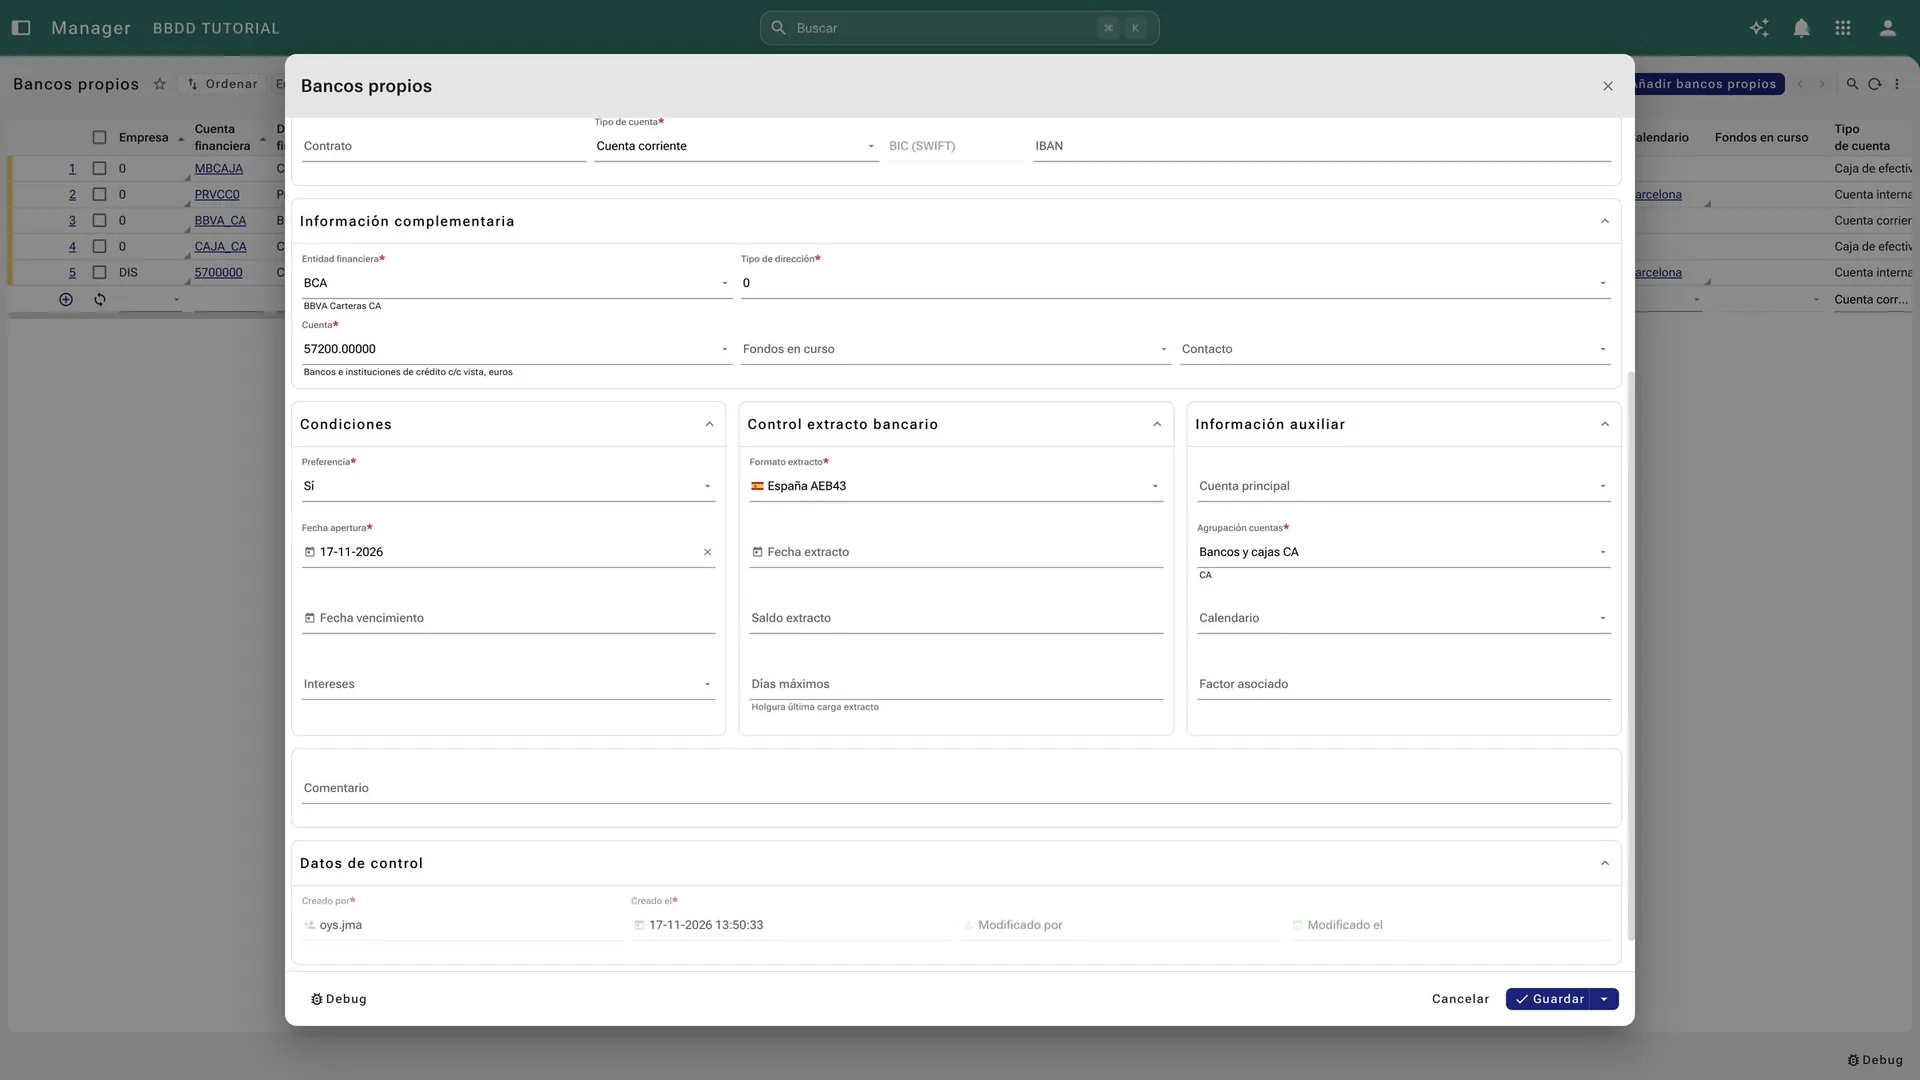 Manager
BBDD TUTORIAL
Buscar
⌘ K
Bancos propios
Ordenar
Bancos propios
Añadir bancos propios
Empresa
Cuenta financiera
Calendario
Fondos en curso
Tipo de cuenta
1 0 MBCAJA
Caja de efectiv
2 0 PRVCC0
arcelona
Cuenta interna
3 0 BBVA_CA
Cuenta corrien
4 0 CAJA_CA
Caja de efectiv
5 DIS 5700000
arcelona
Cuenta interna
Cuenta corr...
Contrato
Tipo de cuenta*
Cuenta corriente
BIC (SWIFT)
IBAN
Información complementaria
Entidad financiera*
BCA
BBVA Carteras CA
Tipo de dirección*
0
Cuenta*
57200.00000
Bancos e instituciones de crédito c/c vista, euros
Fondos en curso
Contacto
Condiciones
Preferencia*
Sí
Fecha apertura*
17-11-2026
Fecha vencimiento
Intereses
Control extracto bancario
Formato extracto*
España AEB43
Fecha extracto
Saldo extracto
Días máximos
Holgura última carga extracto
Información auxiliar
Cuenta principal
Agrupación cuentas*
Bancos y cajas CA
CA
Calendario
Factor asociado
Comentario
Datos de control
Creado por*
oys.jma
Creado el*
17-11-2026 13:50:33
Modificado por
Modificado el
Debug
Cancelar
Guardar
Debug